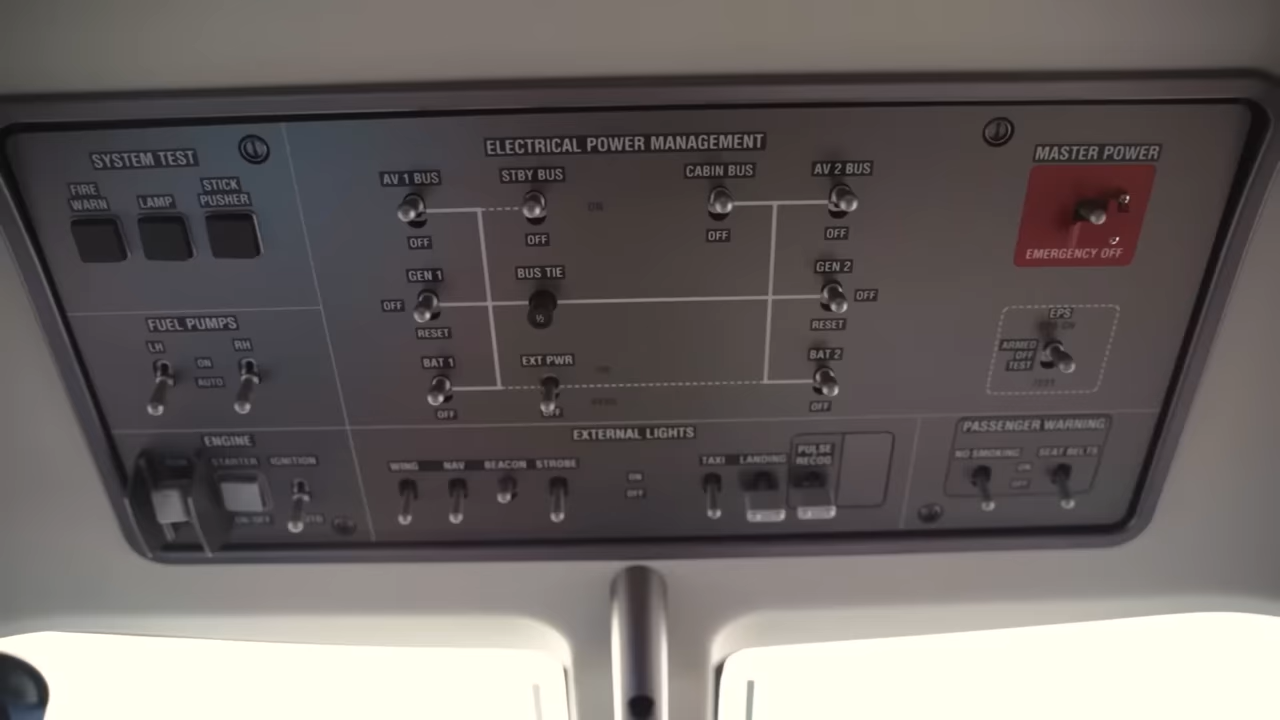 SYSTEM TEST
FIRE
WARN
LAMP
STICK
PUSHER
ELECTRICAL POWER MANAGEMENT
AV 1 BUS
STBY BUS
CABIN BUS
AV 2 BUS
ON
OFF
OFF
OFF
OFF
MASTER POWER
EMERGENCY OFF
GEN 1
BUS TIE
GEN 2
OFF
OFF
RESET
RESET
FUEL PUMPS
LH
RH
ON
AUTO
BAT 1
EXT PWR
BAT 2
OFF
OFF
OFF
EPS
ARMED
OFF
TEST
ENGINE
STARTER
IGNITION
ON-OFF
EXTERNAL LIGHTS
WING
NAV
BEACON
STROBE
ON
OFF
TAXI
LANDING
PULSE
RECOG
PASSENGER WARNING
NO SMOKING
SEAT BELTS
ON
OFF